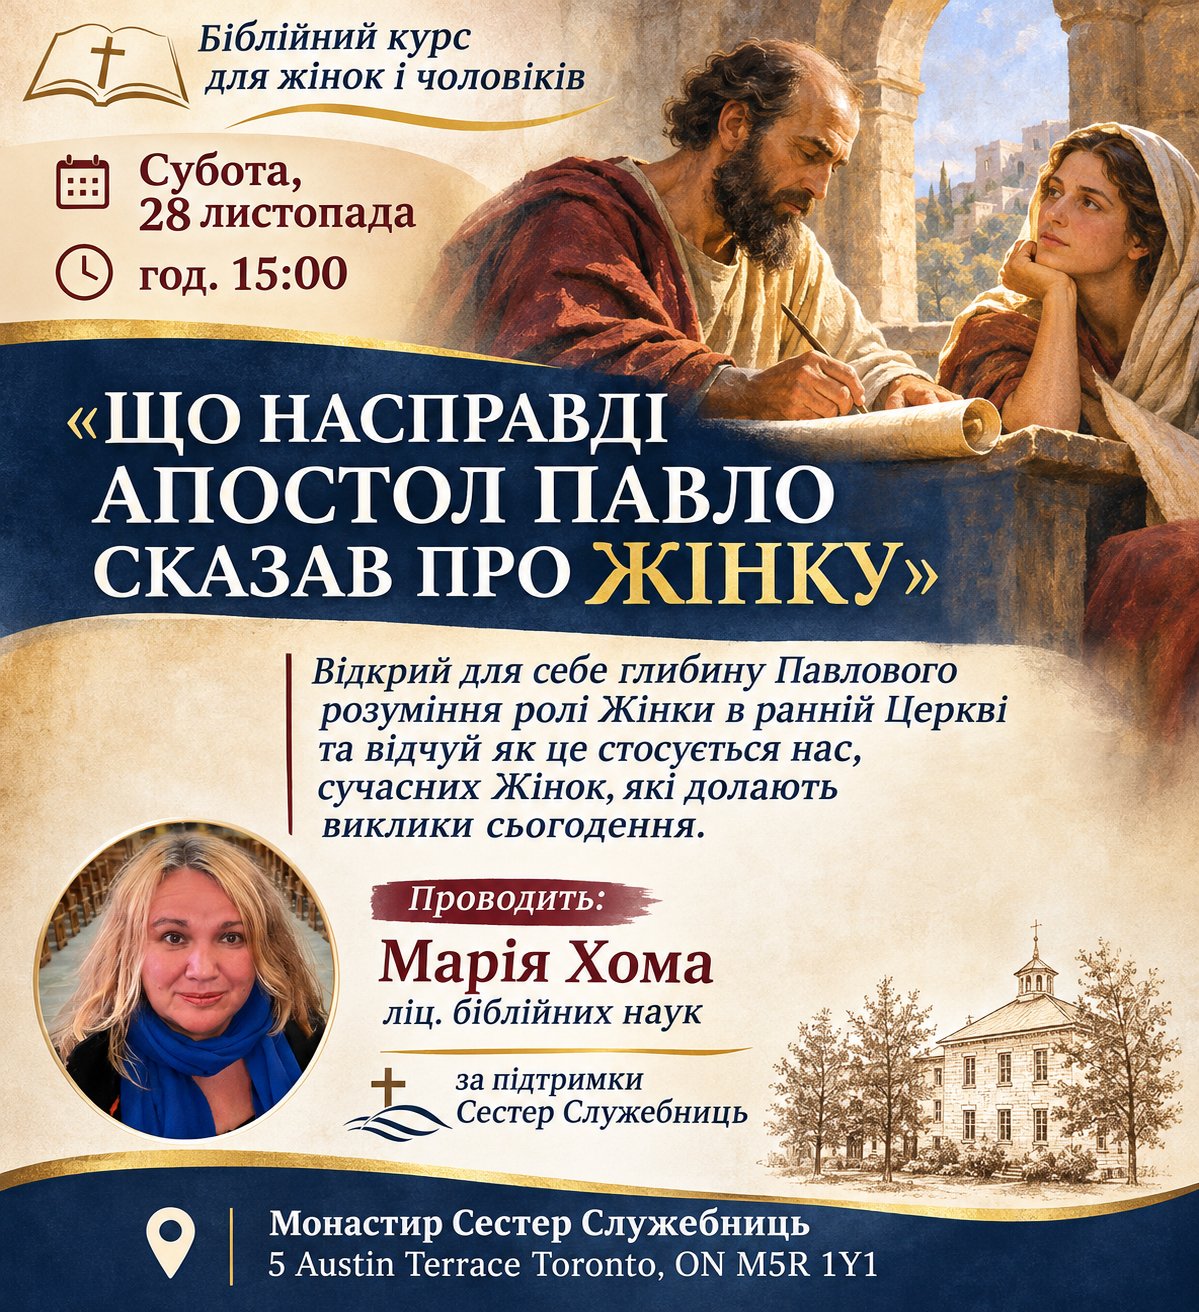 Біблійний курс
для жінок і чоловіків
Субота,
28 листопада
год. 15:00
«ЩО НАСПРАВДІ
АПОСТОЛ ПАВЛО
СКАЗАВ ПРО ЖІНКУ»
Відкрий для себе глибину Павлового
розуміння ролі Жінки в ранній Церкві
та відчуй як це стосується нас,
сучасних Жінок, які долають
виклики сьогодення.
Проводить:
Марія Хома
ліц. біблійних наук
за підтримки
Сестер Служебниць
Монастир Сестер Служебниць
5 Austin Terrace Toronto, ON M5R 1Y1